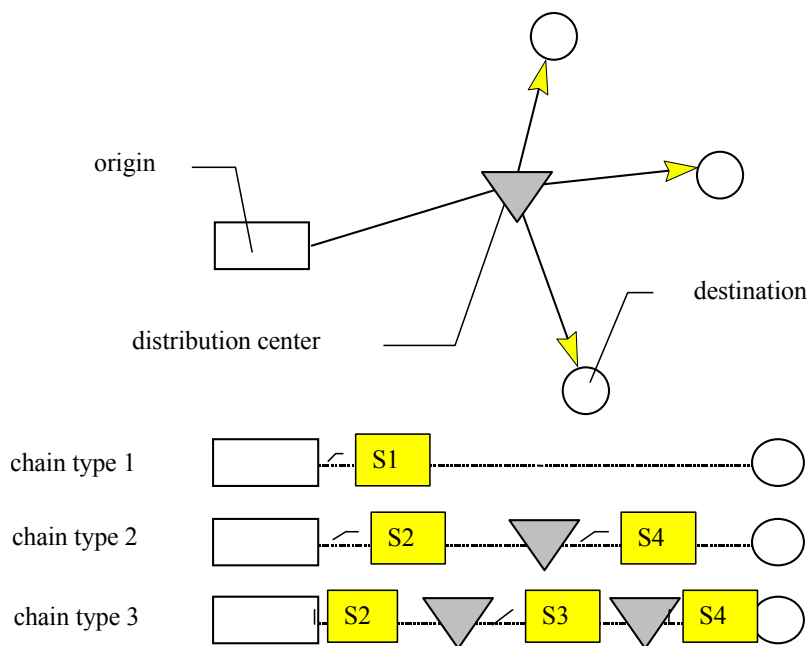 origin
destination
distribution center
chain type 1 S1
chain type 2 S2 S4
chain type 3 S2 S3 S4